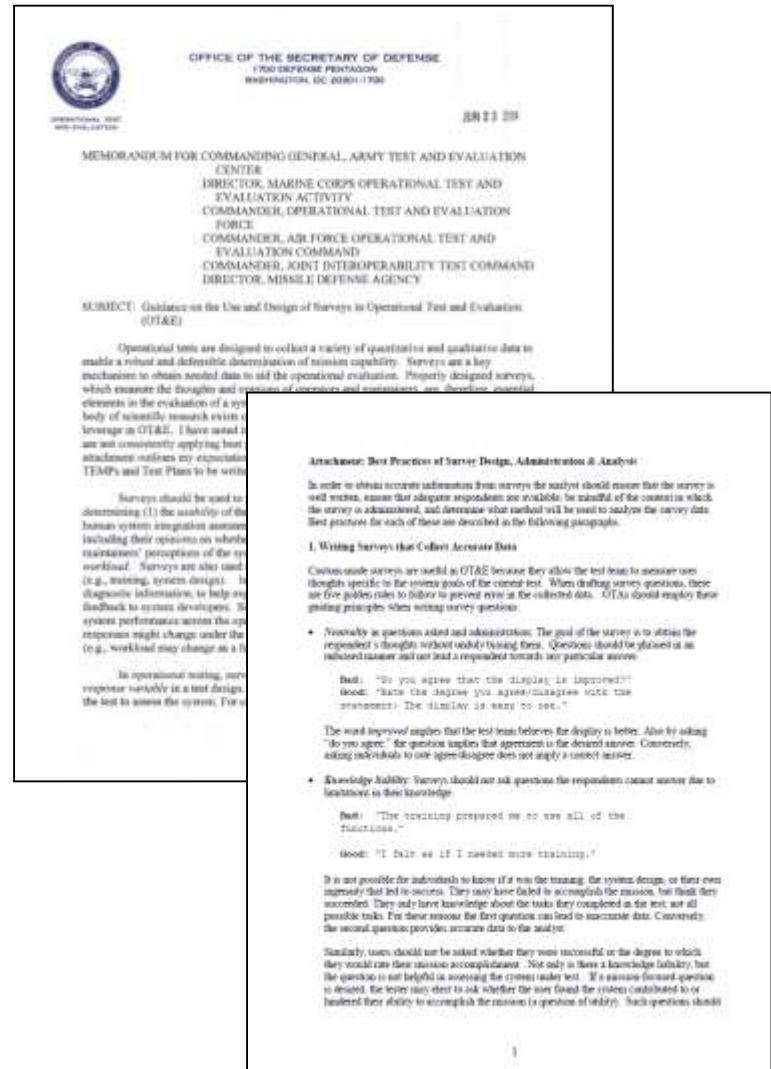 OFFICE OF THE SECRETARY OF DEFENSE
1700 DEFENSE PENTAGON
WASHINGTON, DC 20301-1700
OPERATIONAL TEST
AND EVALUATION
MEMORANDUM FOR COMMANDING GENERAL, ARMY TEST AND EVALUATION
CENTER
DIRECTOR, MARINE CORPS OPERATIONAL TEST AND
EVALUATION ACTIVITY
COMMANDER, OPERATIONAL TEST AND EVALUATION
FORCE
COMMANDER, AIR FORCE OPERATIONAL TEST AND
EVALUATION COMMAND
COMMANDER, JOINT INTEROPERABILITY TEST COMMAND
DIRECTOR, MISSILE DEFENSE AGENCY
SUBJECT: Guidance on the Use and Design of Surveys in Operational Test and Evaluation
(OT&E)
Operational tests are designed to collect a variety of quantitative and qualitative data to
enable a robust and defensible determination of mission capability. Surveys are a key
mechanism to obtain needed data to aid the operational evaluation. Properly designed surveys,
which measure the thoughts and opinions of operators and maintainers, are, therefore, essential
elements in the evaluation of a
body of scientific research exists
leverage in OT&E. I have noted
are not consistently applying best
attachment outlines my
TEMPs and Test Plans to be
Surveys should be used to
determining (1) the usability of the
human system integration
including their opinions on
maintainers' perceptions of the
workload. Surveys are also used
(e.g., training, system design).
diagnostic information, to help
feedback to system developers.
system performance across the
responses might change under the
(e.g., workload may change as a
In operational testing,
response variable in a test design.
the test to assess the system. For
Attachment: Best Practices of Survey Design, Administration & Analysis
In order to obtain accurate information from surveys the analyst should ensure that the survey is
well written, ensure that adequate respondents are available, be mindful of the context in which
the survey is administered, and determine what method will be used to analyze the survey data.
Best practices for each of these are described in the following paragraphs.
1. Writing Surveys that Collect Accurate Data
Custom-made surveys are useful in OT&E because they allow the test team to measure user
thoughts specific to the system goals of the current test. When drafting survey questions, there
are five golden rules to follow to prevent error in the collected data. OTAs should employ these
guiding principles when writing survey questions:
• Neutrality in questions asked and administration: The goal of the survey is to obtain the
respondent's thoughts without unduly biasing them. Questions should be phrased in an
unbiased manner and not lead a respondent towards any particular answer.
Bad: "Do you agree that the display is improved?"
Good: "Rate the degree you agree/disagree with the
statement: The display is easy to use."
The word improved implies that the test team believes the display is better. Also by asking
"do you agree," the question implies that agreement is the desired answer. Conversely,
asking individuals to rate agree/disagree does not imply a correct answer.
• Knowledge liability: Surveys should not ask questions the respondents cannot answer due to
limitations in their knowledge.
Bad: "The training prepared me to use all of the
functions."
Good: "I felt as if I needed more training."
It is not possible for individuals to know if it was the training, the system design, or their own
ingenuity that led to success. They may have failed to accomplish the mission, but think they
succeeded. They only have knowledge about the tasks they completed in the test, not all
possible tasks. For these reasons the first question can lead to inaccurate data. Conversely,
the second question provides accurate data to the analyst.
Similarly, users should not be asked whether they were successful or the degree to which
they would rate their mission accomplishment. Not only is there a knowledge liability, but
the question is not helpful in assessing the system under test. If a mission-focused question
is desired, the tester may elect to ask whether the user found the system contributed to or
hindered their ability to accomplish the mission (a question of utility). Such questions should
1